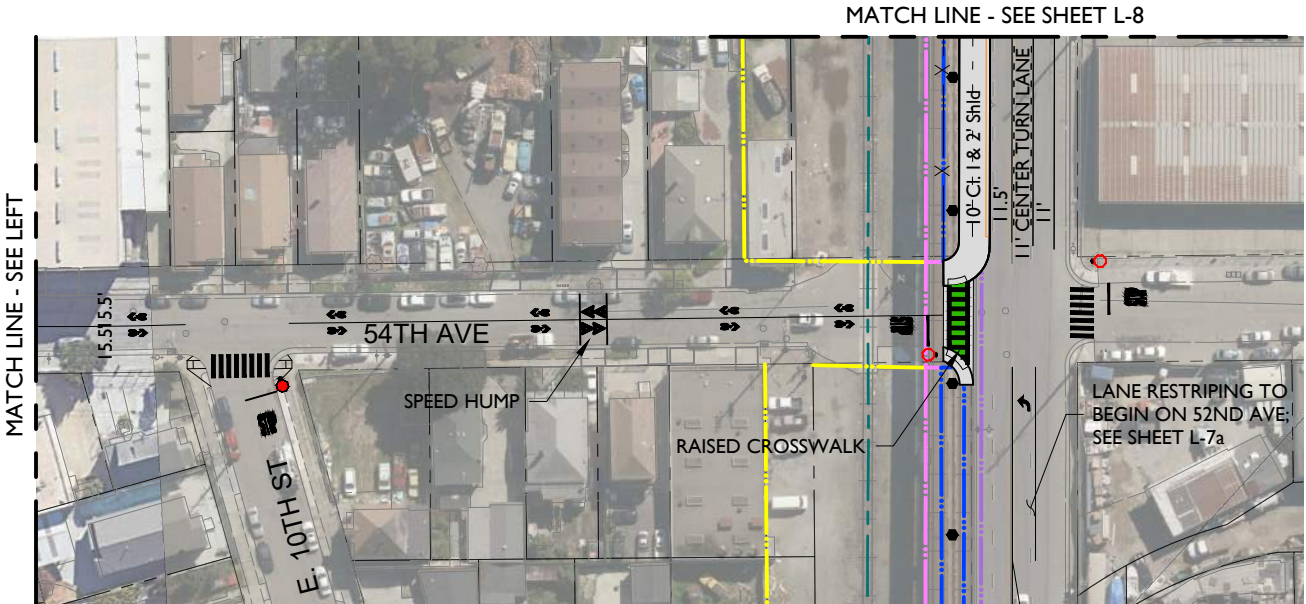 MATCH LINE - SEE SHEET L-8
MATCH LINE - SEE LEFT
10' Cl. I & 2' Shld
11.5'
11' CENTER TURN LANE
11'
15.5'
15.5'
54TH AVE
SPEED HUMP
RAISED CROSSWALK
LANE RESTRIPING TO
BEGIN ON 52ND AVE;
SEE SHEET L-7a
E. 10TH ST